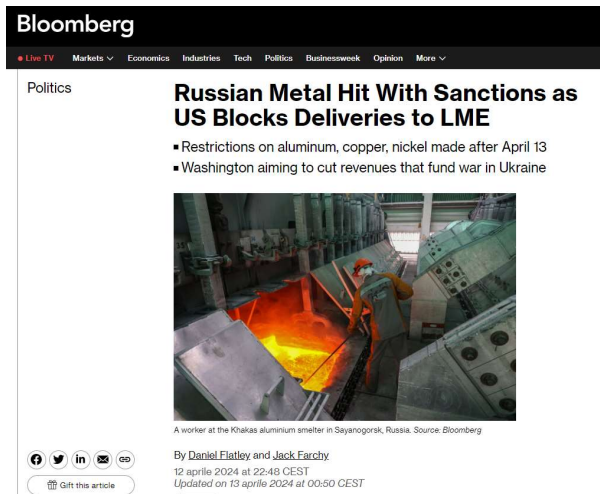 Bloomberg
Live TV Markets Economics Industries Tech Politics Businessweek Opinion More
Politics
Russian Metal Hit With Sanctions as
US Blocks Deliveries to LME
Restrictions on aluminum, copper, nickel made after April 13
Washington aiming to cut revenues that fund war in Ukraine
A worker at the Khakas aluminium smelter in Sayanogorsk, Russia. Source: Bloomberg
By Daniel Flatley and Jack Farchy
12 aprile 2024 at 22:48 CEST
Updated on 13 aprile 2024 at 00:50 CEST
Gift this article